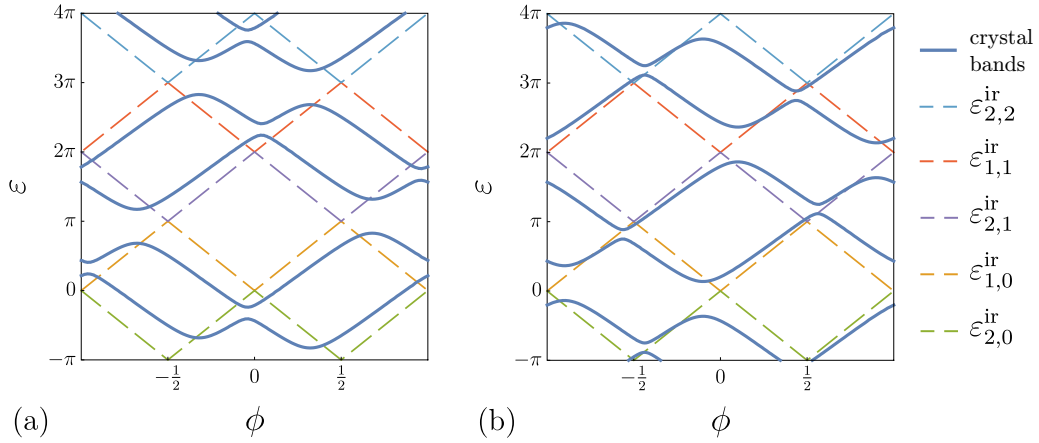 4π
3π
2π
π
0
−π
ε
−1/2
0
1/2
(a)
ϕ
4π
3π
2π
π
0
−π
ε
−1/2
0
1/2
(b)
ϕ
crystal
bands
ε^ir_2,2
ε^ir_1,1
ε^ir_2,1
ε^ir_1,0
ε^ir_2,0